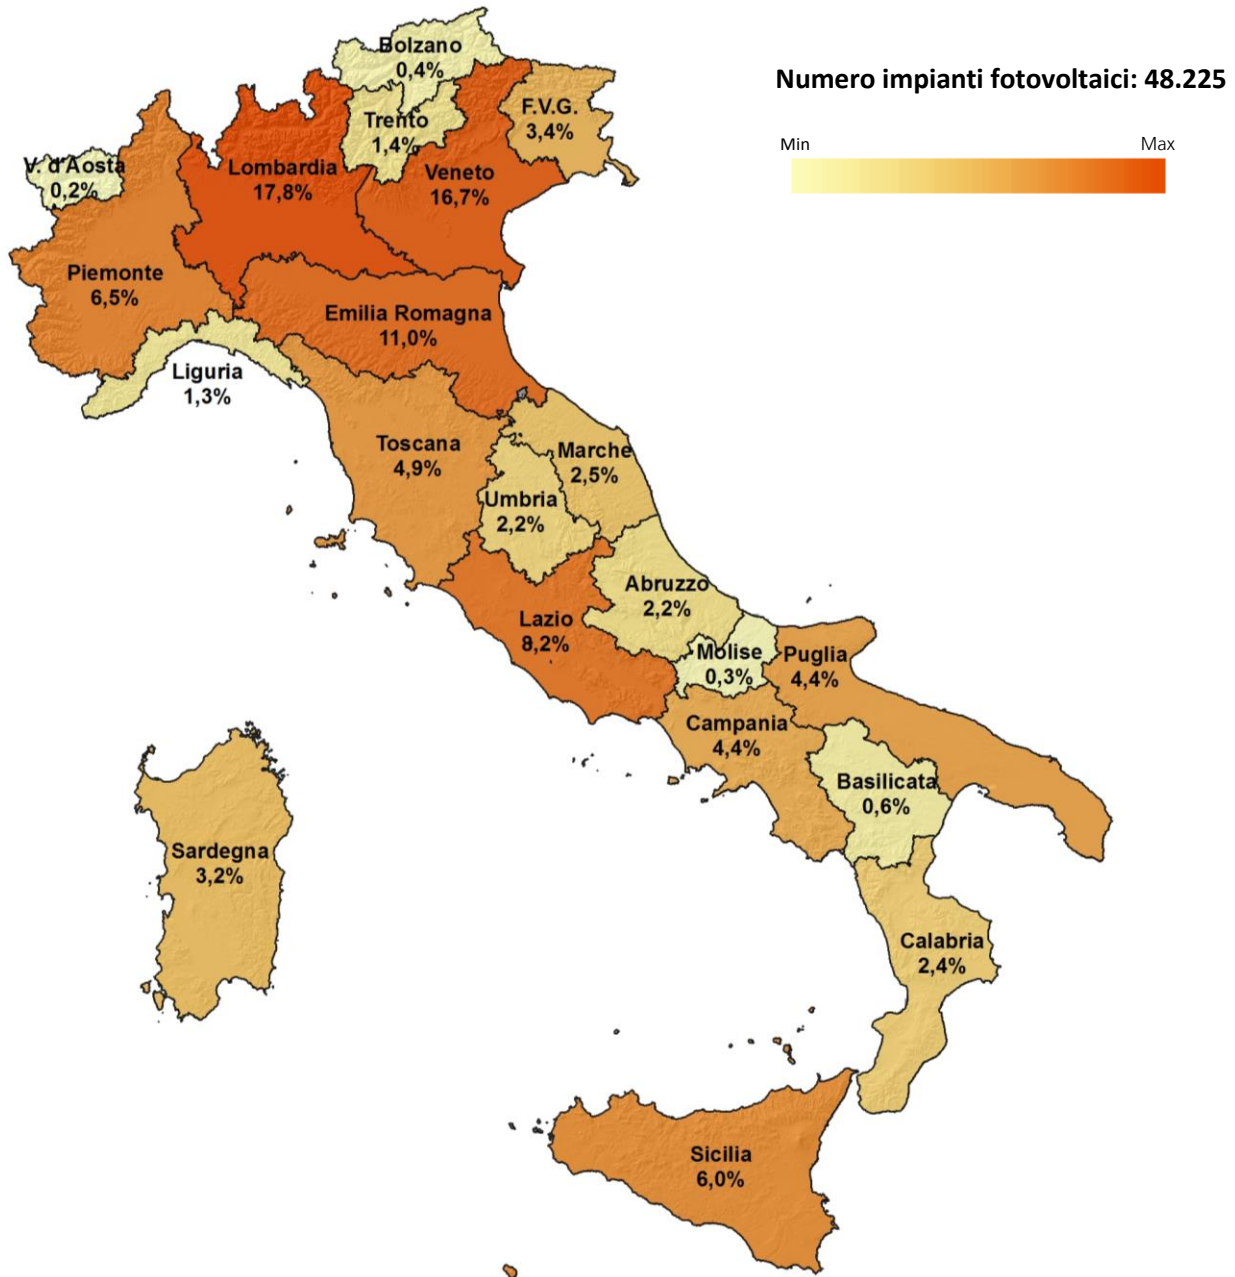 Numero impianti fotovoltaici: 48.225
Min
Max
Bolzano
0,4%
Trento
1,4%
F.V.G.
3,4%
V. d'Aosta
0,2%
Lombardia
17,8%
Veneto
16,7%
Piemonte
6,5%
Emilia Romagna
11,0%
Liguria
1,3%
Toscana
4,9%
Marche
2,5%
Umbria
2,2%
Abruzzo
2,2%
Lazio
8,2%
Molise
0,3%
Puglia
4,4%
Campania
4,4%
Basilicata
0,6%
Sardegna
3,2%
Calabria
2,4%
Sicilia
6,0%